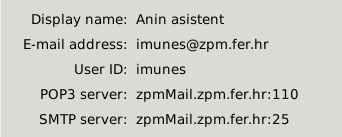 Display name: Anin asistent
E-mail address: imunes@zpm.fer.hr
User ID: imunes
POP3 server: zpmMail.zpm.fer.hr:110
SMTP server: zpmMail.zpm.fer.hr:25